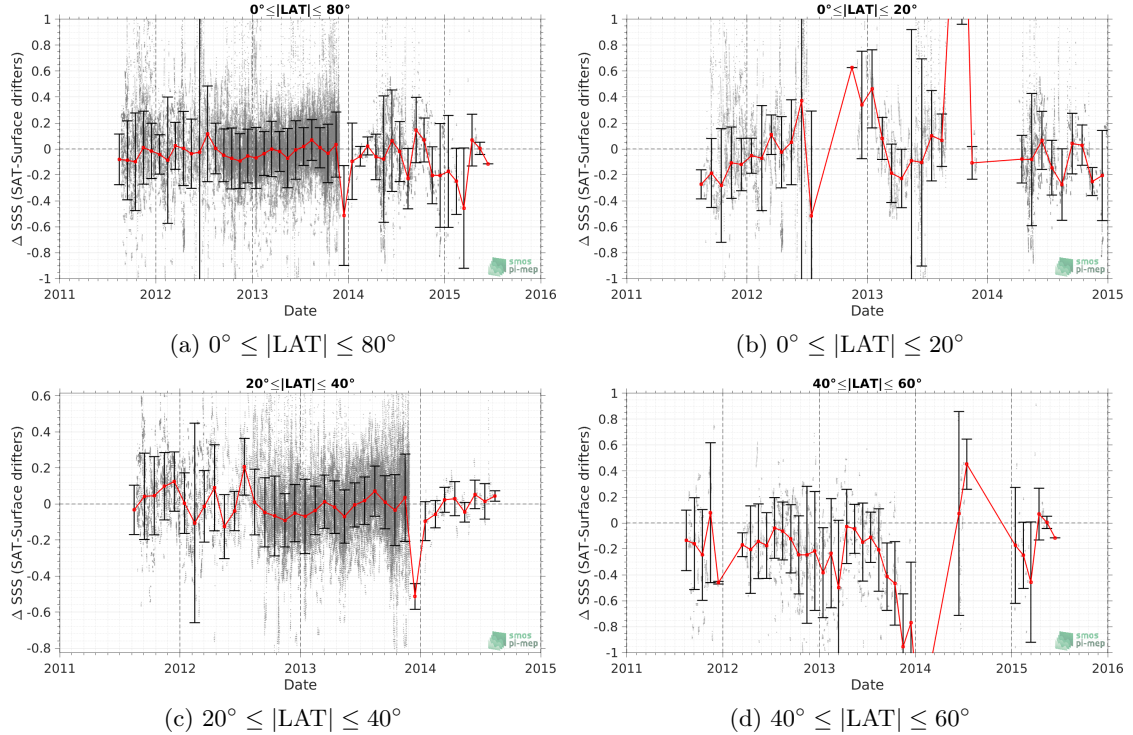 0°≤|LAT|≤ 80°
Δ SSS (SAT-Surface drifters)
1
0.8
0.6
0.4
0.2
0
-0.2
-0.4
-0.6
-0.8
-1
2011
2012
2013
2014
2015
2016
Date
smos
pi-mep
(a) 0° ≤ |LAT| ≤ 80°
0°≤|LAT|≤ 20°
Δ SSS (SAT-Surface drifters)
1
0.8
0.6
0.4
0.2
0
-0.2
-0.4
-0.6
-0.8
-1
2011
2012
2013
2014
2015
Date
smos
pi-mep
(b) 0° ≤ |LAT| ≤ 20°
20°≤|LAT|≤ 40°
Δ SSS (SAT-Surface drifters)
0.6
0.4
0.2
0
-0.2
-0.4
-0.6
-0.8
2011
2012
2013
2014
2015
Date
smos
pi-mep
(c) 20° ≤ |LAT| ≤ 40°
40°≤|LAT|≤ 60°
Δ SSS (SAT-Surface drifters)
1
0.8
0.6
0.4
0.2
0
-0.2
-0.4
-0.6
-0.8
-1
2011
2012
2013
2014
2015
2016
Date
smos
pi-mep
(d) 40° ≤ |LAT| ≤ 60°